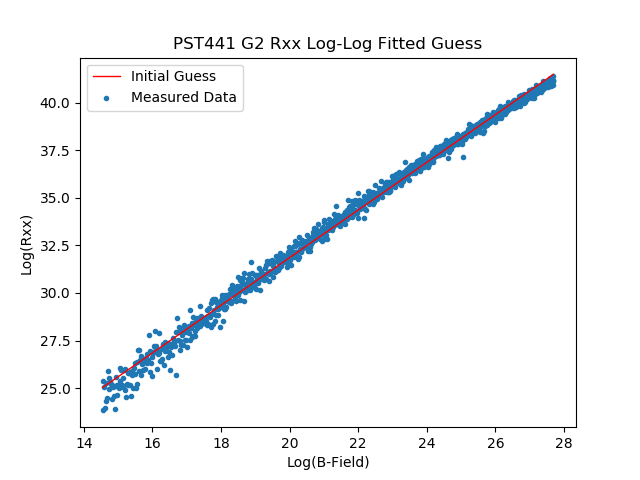 PST441 G2 Rxx Log-Log Fitted Guess
Initial Guess
Measured Data
Log(Rxx)
40.0
37.5
35.0
32.5
30.0
27.5
25.0
14 16 18 20 22 24 26 28
Log(B-Field)